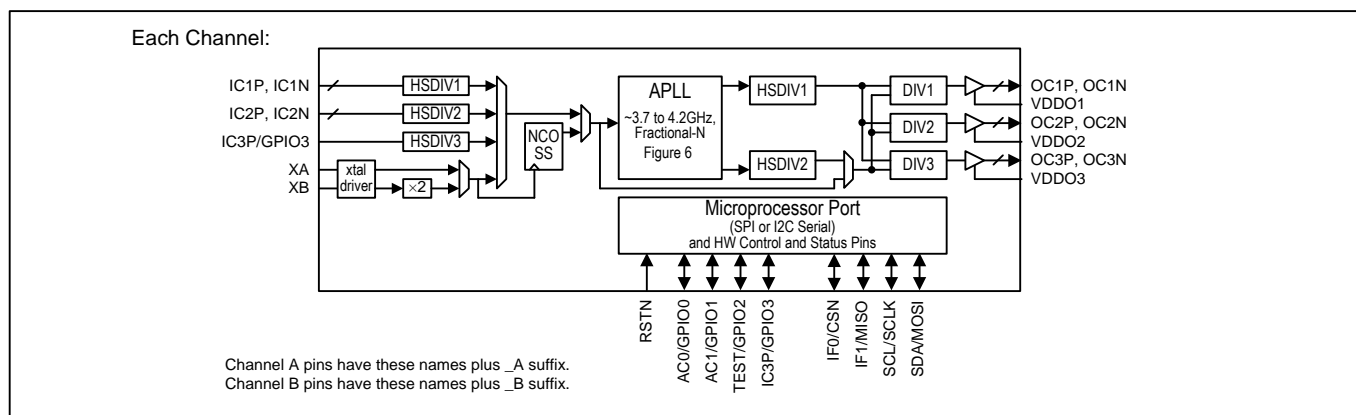 Each Channel:
IC1P, IC1N
HSDIV1
IC2P, IC2N
HSDIV2
IC3P/GPIO3
HSDIV3
XA
XB
xtal
driver
×2
NCO
SS
APLL
~3.7 to 4.2GHz,
Fractional-N
Figure 6
HSDIV1
HSDIV2
DIV1
DIV2
DIV3
OC1P, OC1N
VDDO1
OC2P, OC2N
VDDO2
OC3P, OC3N
VDDO3
Microprocessor Port
(SPI or I2C Serial)
and HW Control and Status Pins
RSTN
AC0/GPIO0
AC1/GPIO1
TEST/GPIO2
IC3P/GPIO3
IF0/CSN
IF1/MISO
SCL/SCLK
SDA/MOSI
Channel A pins have these names plus _A suffix.
Channel B pins have these names plus _B suffix.